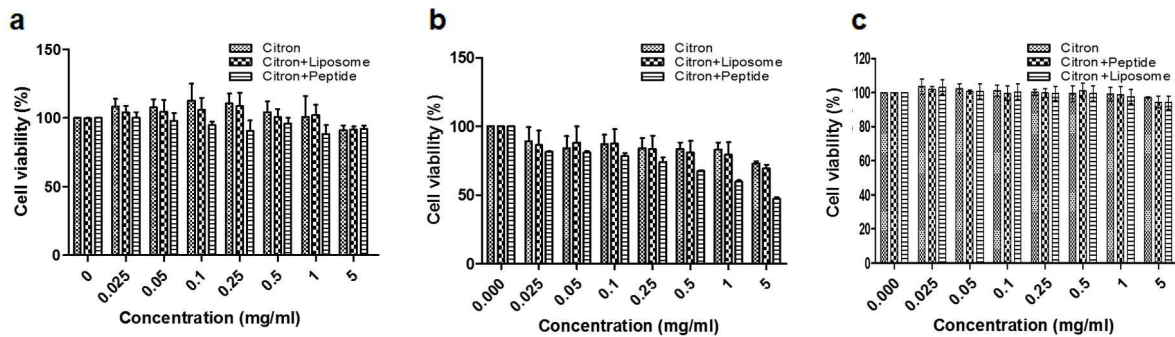 a
150
100
50
0
Cell viability (%)
Citron
Citron+Liposome
Citron+Peptide
0
0.025
0.05
0.1
0.25
0.5
1
5
Concentration (mg/ml)
b
150
100
50
0
Cell viability (%)
Citron
Citron+Liposome
Citron+Peptide
0.000
0.025
0.05
0.1
0.25
0.5
1
5
Concentration (mg/ml)
c
120
100
80
60
40
20
0
Cell viability (%)
Citron
Citron+Peptide
Citron+Liposome
0.000
0.025
0.05
0.1
0.25
0.5
1
5
Concentration (mg/ml)